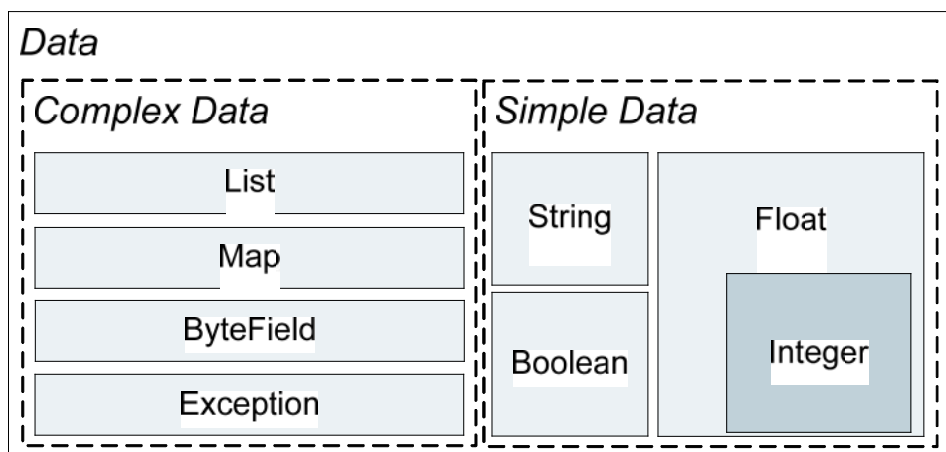 Data
Complex Data
List
Map
ByteField
Exception
Simple Data
String
Boolean
Float
Integer